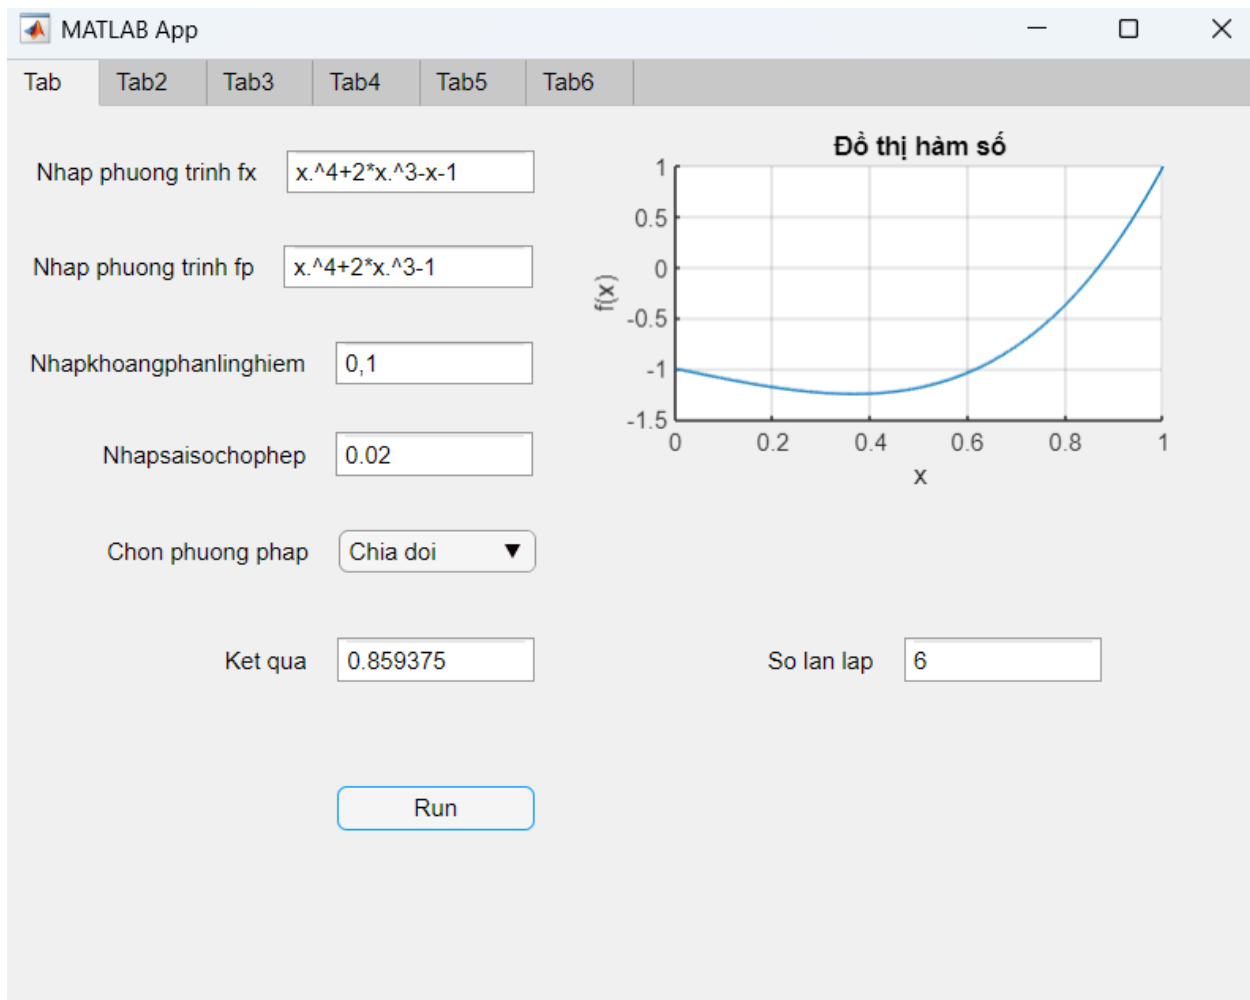 MATLAB App
Tab Tab2 Tab3 Tab4 Tab5 Tab6
Nhap phuong trinh fx x.^4+2*x.^3-x-1
Nhap phuong trinh fp x.^4+2*x.^3-1
Nhapkhoangphanlinghiem 0,1
Nhapsaisochophep 0.02
Chon phuong phap Chia doi
Ket qua 0.859375
Run
Đồ thị hàm số
1
0.5
0
-0.5
-1
-1.5
f(x)
0 0.2 0.4 0.6 0.8 1
x
So lan lap 6